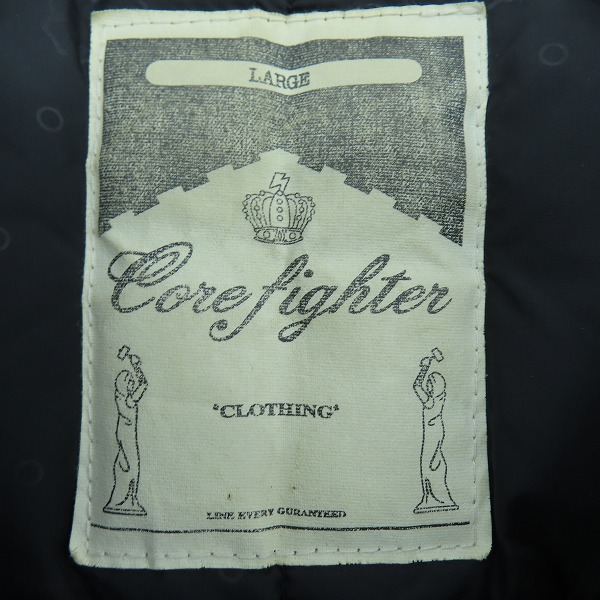 LARGE
Core fighter
"CLOTHING"
LINE EVERY GURANTEED